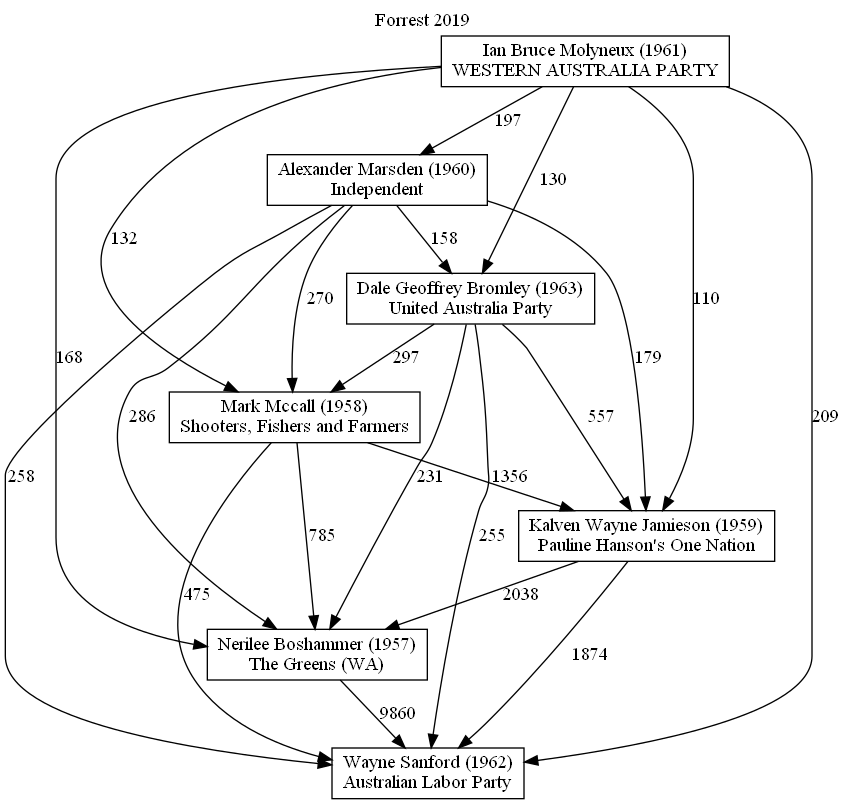 Forrest 2019
Ian Bruce Molyneux (1961)
WESTERN AUSTRALIA PARTY
197
Alexander Marsden (1960)
Independent
130
132
158
Dale Geoffrey Bromley (1963)
United Australia Party
270
110
168
297
179
Mark Mccall (1958)
Shooters, Fishers and Farmers
286
557
209
258
231
1356
Kalven Wayne Jamieson (1959)
Pauline Hanson's One Nation
785
255
475
2038
Nerilee Boshammer (1957)
The Greens (WA)
1874
9860
Wayne Sanford (1962)
Australian Labor Party